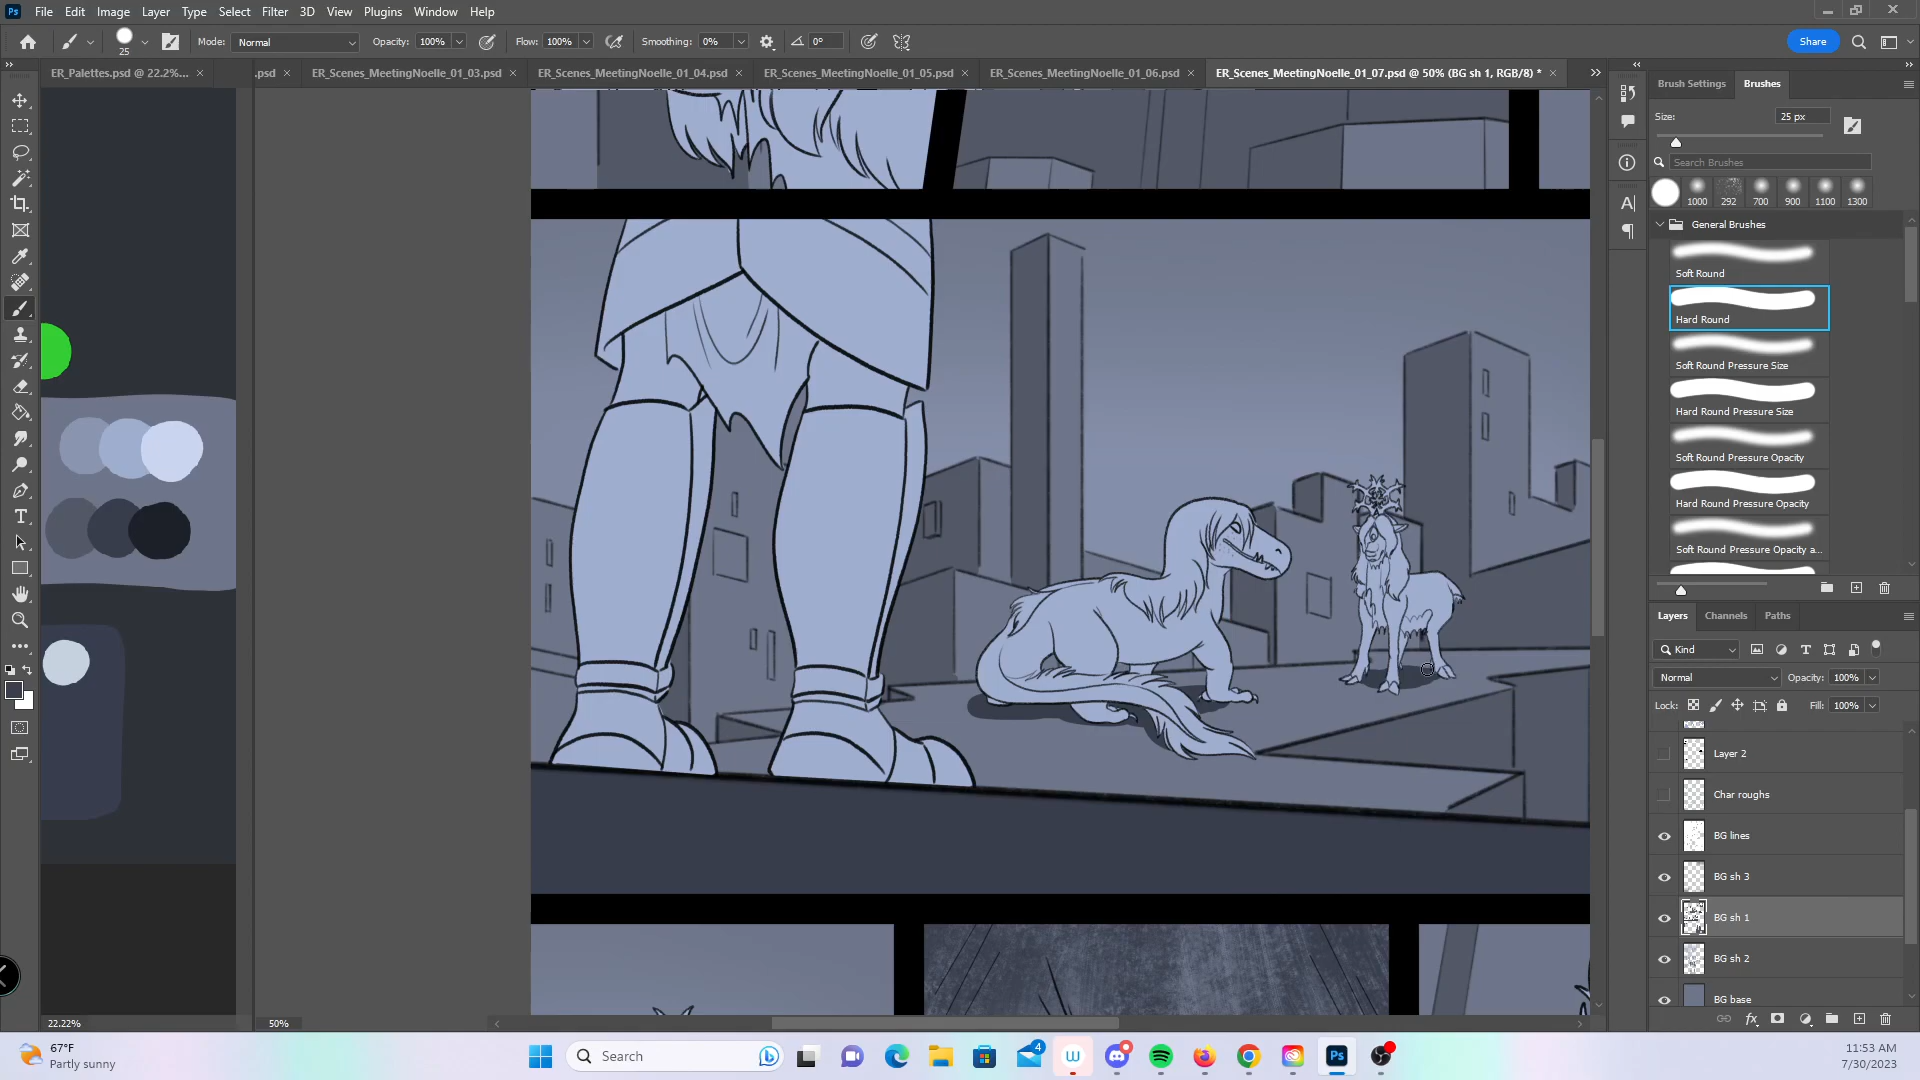 Ps File Edit Image Layer Type Select Filter 3D View Plugins Window Help
25 Mode: Normal Opacity: 100% Flow: 100% Smoothing: 0% 0° Share
ER_Palettes.psd @ 22.2%... × .psd × ER_Scenes_MeetingNoelle_01_03.psd × ER_Scenes_MeetingNoelle_01_04.psd × ER_Scenes_MeetingNoelle_01_05.psd × ER_Scenes_MeetingNoelle_01_06.psd × ER_Scenes_MeetingNoelle_01_07.psd @ 50% (BG sh 1, RGB/8) * ×
Brush Settings Brushes
Size: 25 px
Search Brushes
1000 292 700 900 1100 1300
General Brushes
Soft Round
Hard Round
Soft Round Pressure Size
Hard Round Pressure Size
Soft Round Pressure Opacity
Hard Round Pressure Opacity
Soft Round Pressure Opacity a...
Layers Channels Paths
Kind
Normal Opacity: 100%
Lock: Fill: 100%
Layer 2
Char roughs
BG lines
BG sh 3
BG sh 1
BG sh 2
BG base
22.22% 50%
67°F
Partly sunny
Search
4
Ps
11:53 AM
7/30/2023